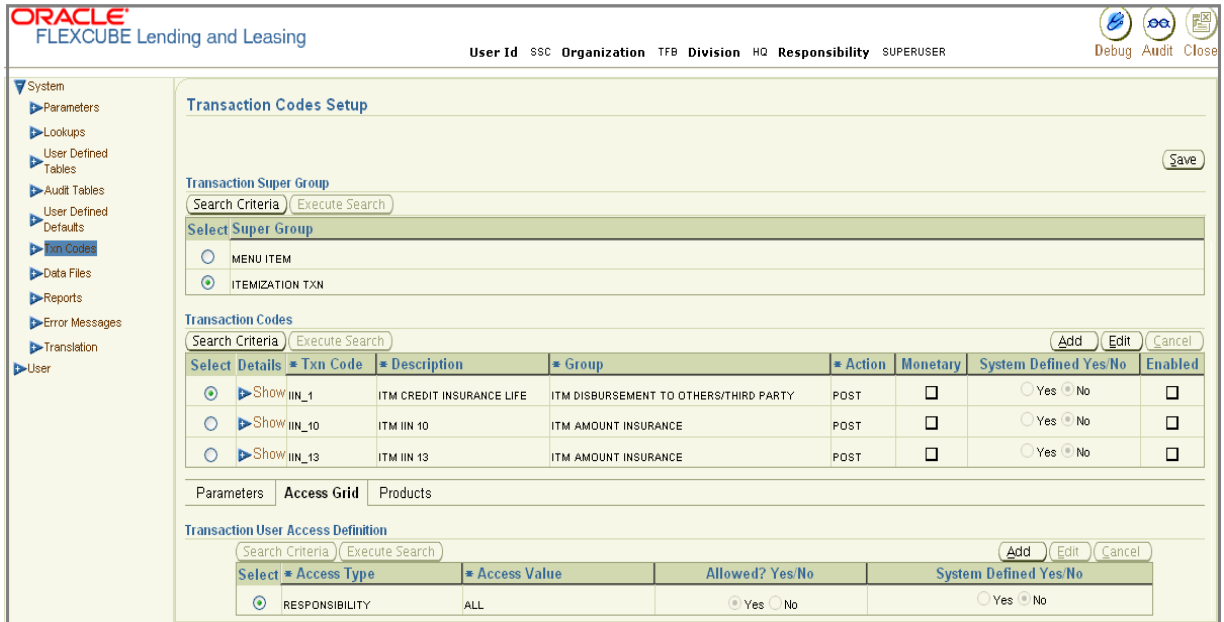 ORACLE
FLEXCUBE Lending and Leasing
User Id SSC Organization TFB Division HQ Responsibility SUPERUSER
Debug Audit Close
System
Parameters
Lookups
User Defined
Tables
Audit Tables
User Defined
Defaults
Txn Codes
Data Files
Reports
Error Messages
Translation
User
Transaction Codes Setup
Save
Transaction Super Group
Search Criteria Execute Search
Select Super Group
MENU ITEM
ITEMIZATION TXN
Transaction Codes
Search Criteria Execute Search Add Edit Cancel
Select Details * Txn Code * Description * Group * Action Monetary System Defined Yes/No Enabled
Show IIN_1 ITM CREDIT INSURANCE LIFE ITM DISBURSEMENT TO OTHERS/THIRD PARTY POST Yes No
Show IIN_10 ITM IIN 10 ITM AMOUNT INSURANCE POST Yes No
Show IIN_13 ITM IIN 13 ITM AMOUNT INSURANCE POST Yes No
Parameters Access Grid Products
Transaction User Access Definition
Search Criteria Execute Search Add Edit Cancel
Select * Access Type * Access Value Allowed? Yes/No System Defined Yes/No
RESPONSIBILITY ALL Yes No Yes No